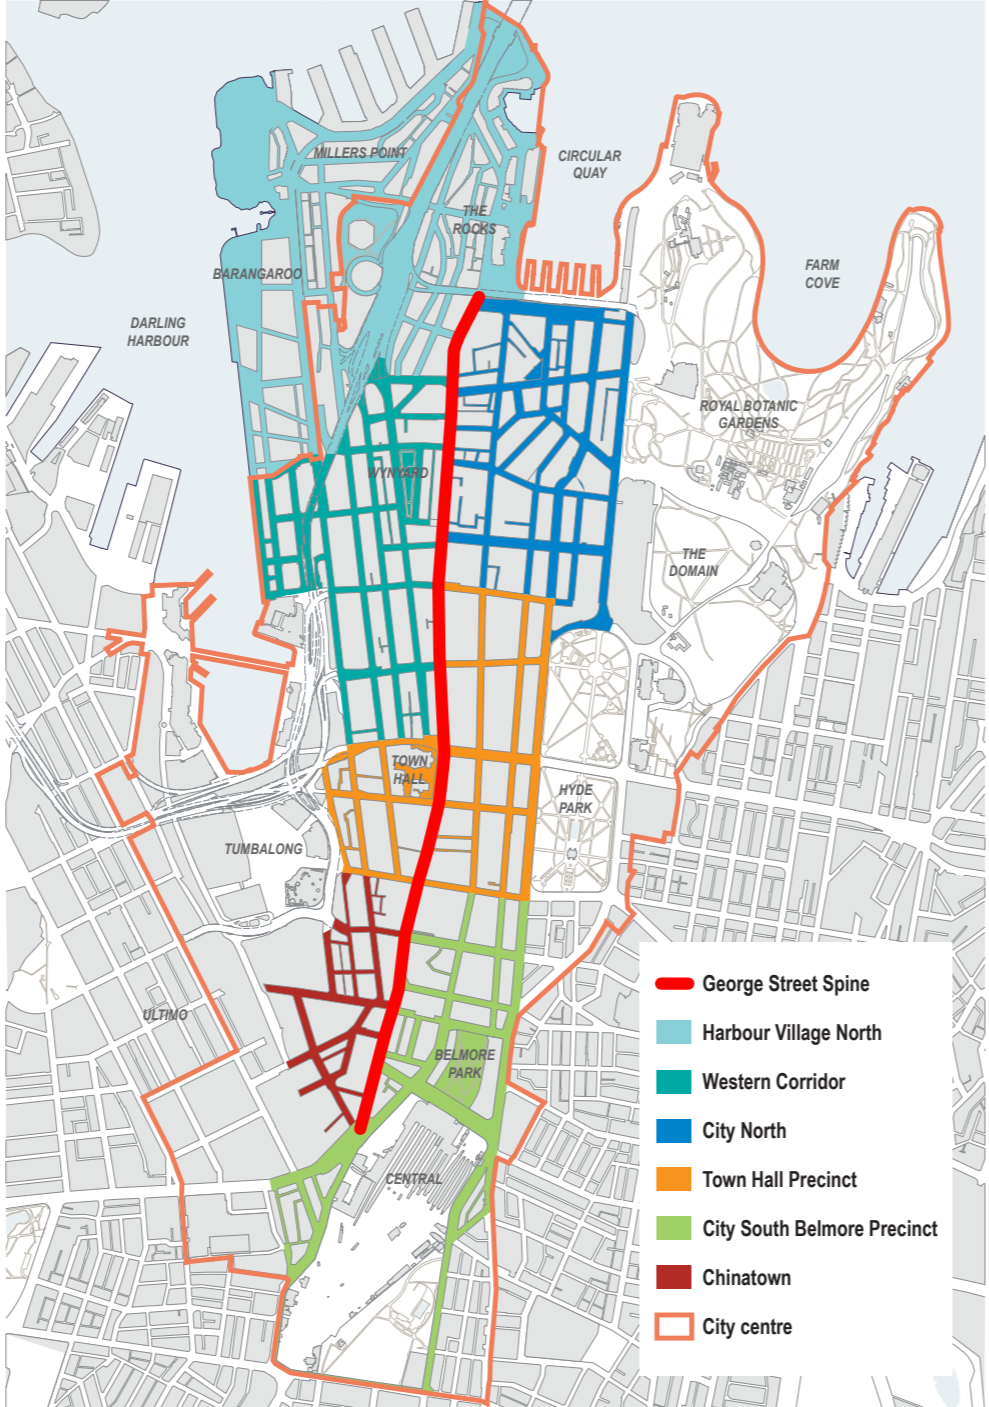 MILLERS POINT
CIRCULAR
QUAY
THE
ROCKS
BARANGAROO
FARM
COVE
DARLING
HARBOUR
ROYAL BOTANIC
GARDENS
WYNYARD
THE
DOMAIN
TOWN
HALL
HYDE
PARK
TUMBALONG
ULTIMO
BELMORE
PARK
CENTRAL
George Street Spine
Harbour Village North
Western Corridor
City North
Town Hall Precinct
City South Belmore Precinct
Chinatown
City centre